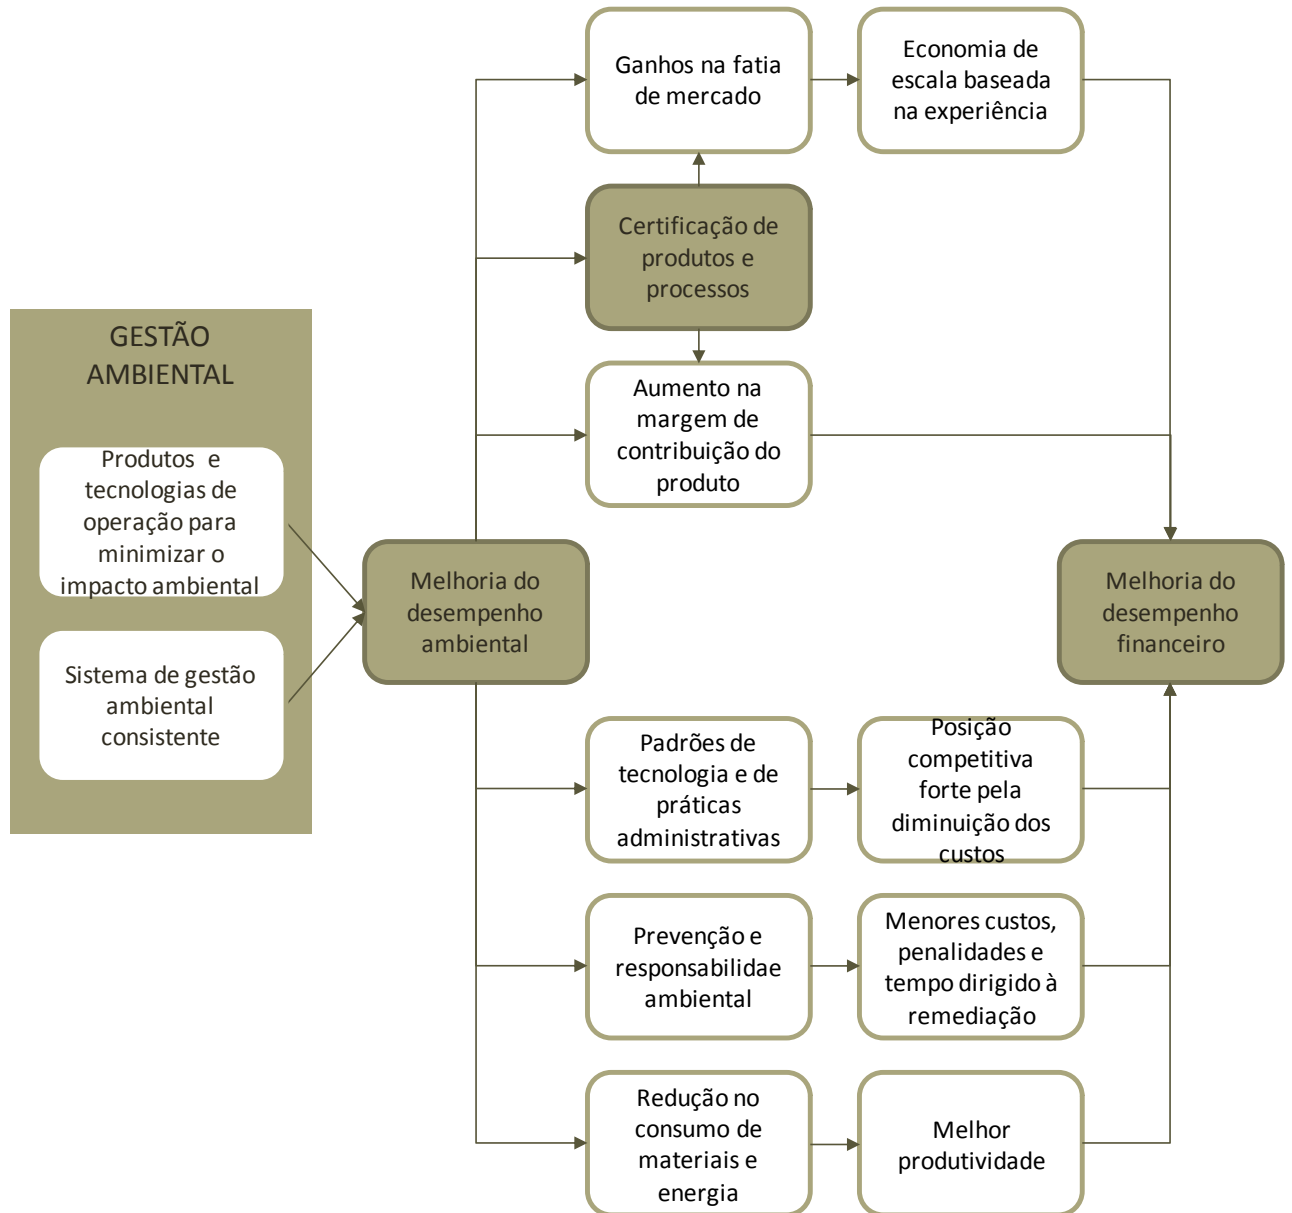 Ganhos na fatia
de mercado
Economia de
escala baseada
na experiência
Certificação de
produtos e
processos
GESTÃO
AMBIENTAL
Aumento na
margem de
contribuição do
produto
Produtos e
tecnologias de
operação para
minimizar o
impacto ambiental
Melhoria do
desempenho
ambiental
Melhoria do
desempenho
financeiro
Sistema de gestão
ambiental
consistente
Padrões de
tecnologia e de
práticas
administrativas
Posição
competitiva
forte pela
diminuição dos
custos
Prevenção e
responsabilidae
ambiental
Menores custos,
penalidades e
tempo dirigido à
remediação
Redução no
consumo de
materiais e
energia
Melhor
produtividade